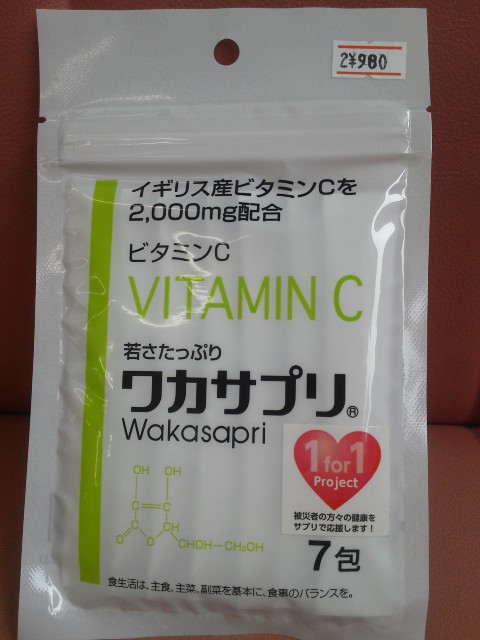 2¥980
イギリス産ビタミンCを
2,000mg配合
ビタミンC
VITAMIN C
若さたっぷり
ワカサプリ®
Wakasapri
1 for 1
Project
被災者の方々の健康を
サプリで応援します!
OH OH
C=C
C CH
O O CHOH-CH₂OH
7包
食生活は、主食、主菜、副菜を基本に、食事のバランスを。